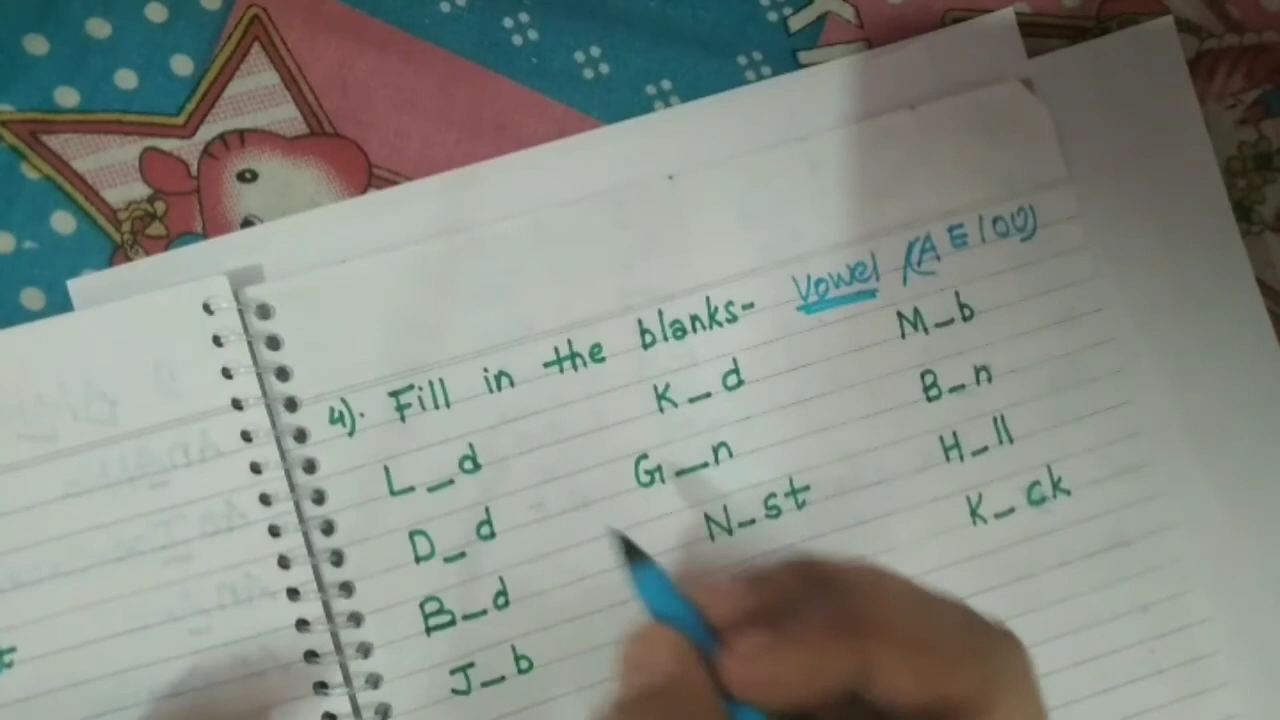 4). Fill in the blanks- Vowel (A E I O U)
L_d K_d M_b
D_d G_n B_n
B_d N_st H_ll
J_b K_ck